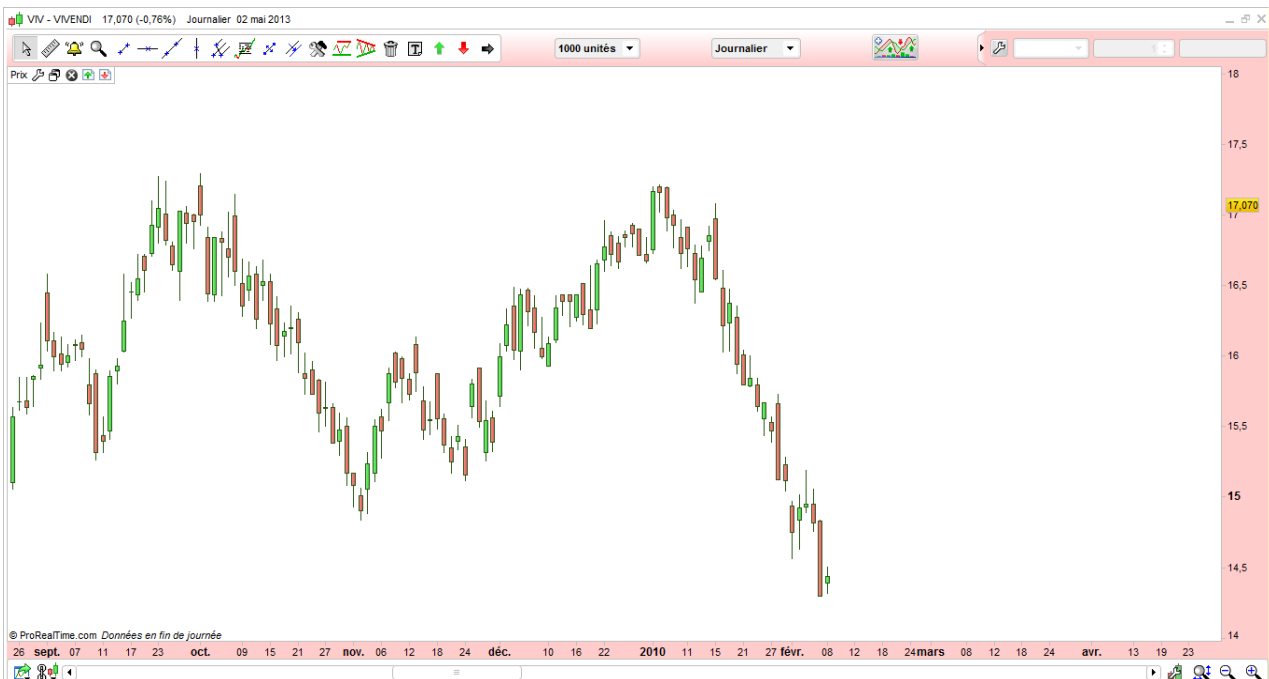 VIV - VIVENDI 17,070 (-0,76%) Journalier 02 mai 2013
1000 unités
Journalier
Prix
18
17,5
17,070
17
16,5
16
15,5
15
14,5
14
© ProRealTime.com Données en fin de journée
26 sept. 07 11 17 23 oct. 09 15 21 27 nov. 06 12 18 24 déc. 10 16 22 2010 11 15 21 27 févr. 08 12 18 24 mars 08 12 18 24 avr. 13 19 23